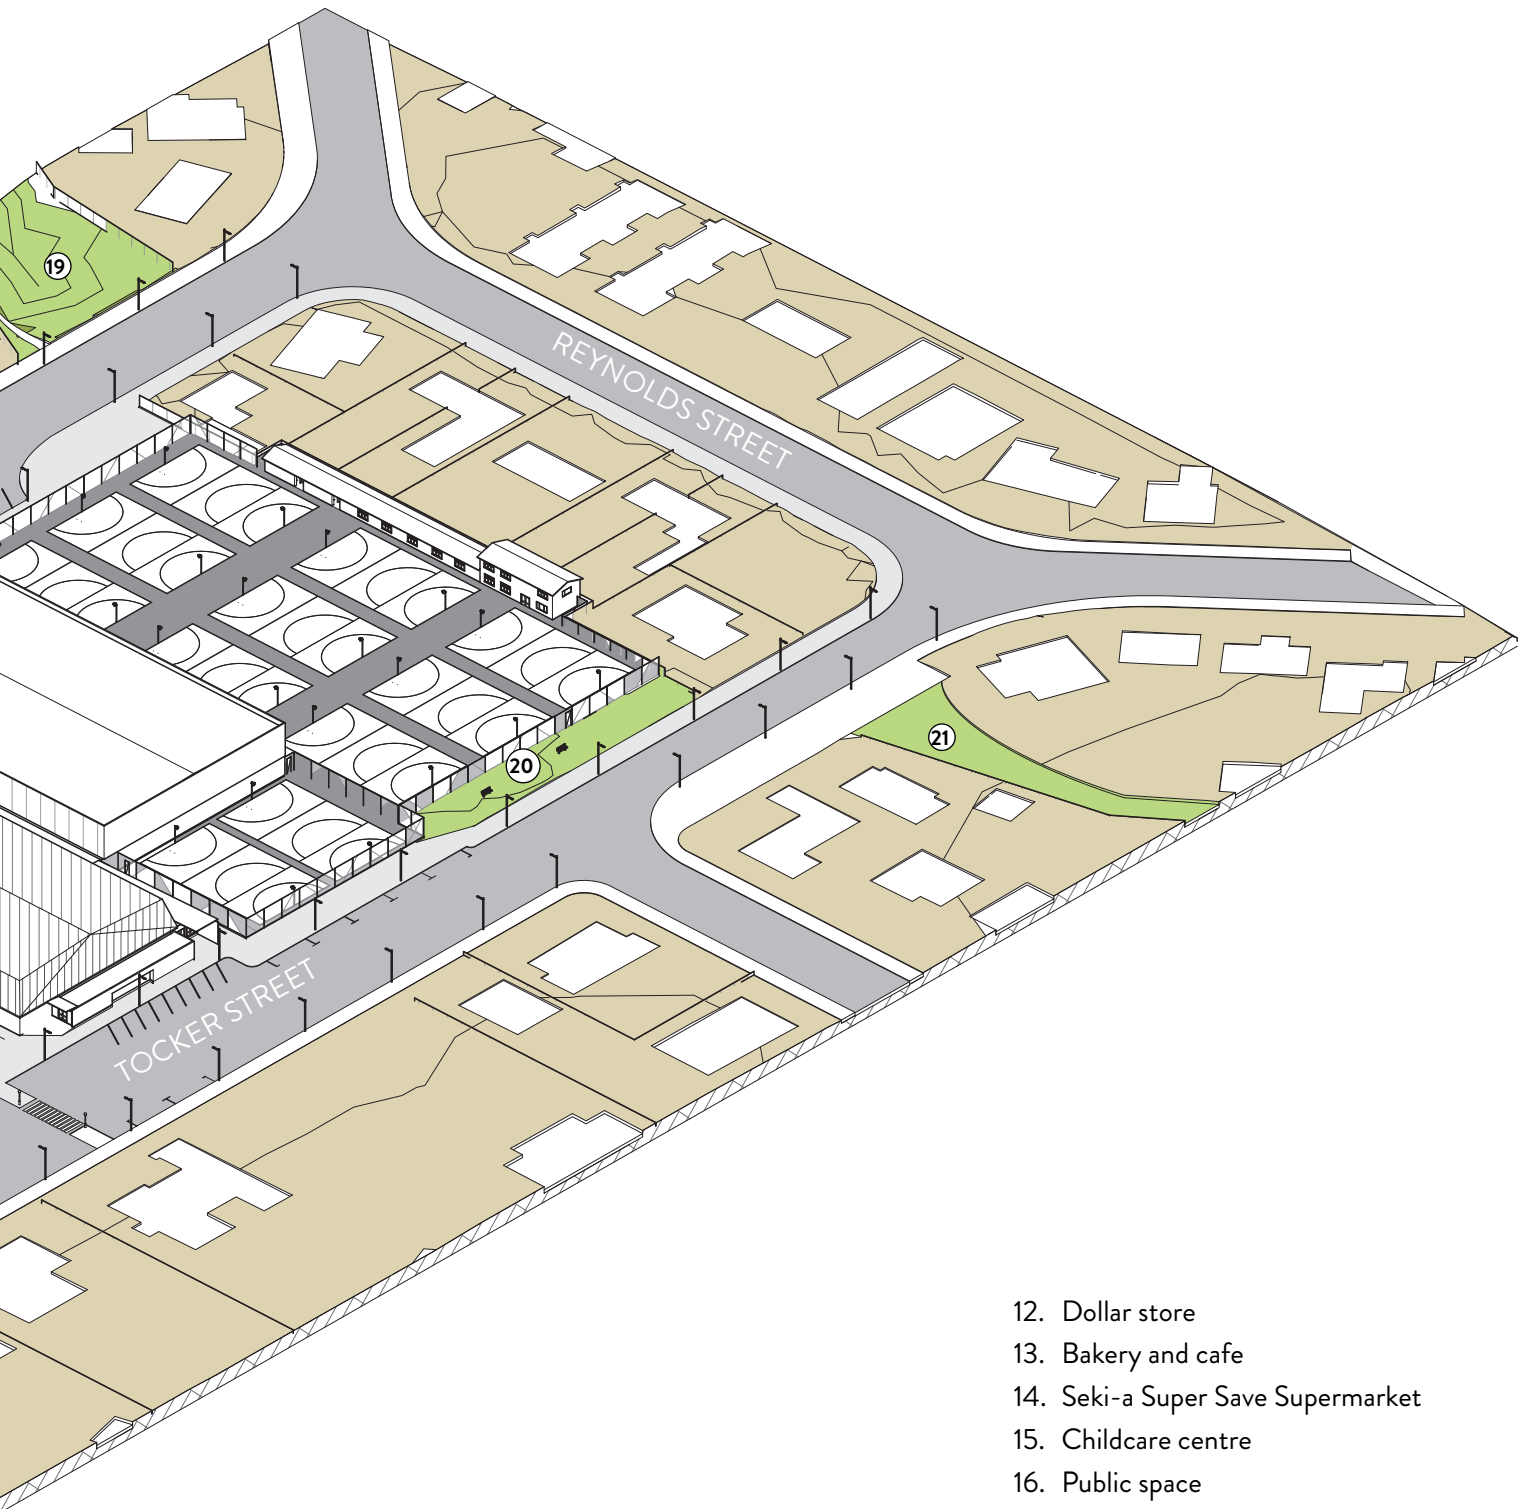 19
REYNOLDS STREET
21
20
TOCKER STREET
12. Dollar store
13. Bakery and cafe
14. Seki-a Super Save Supermarket
15. Childcare centre
16. Public space